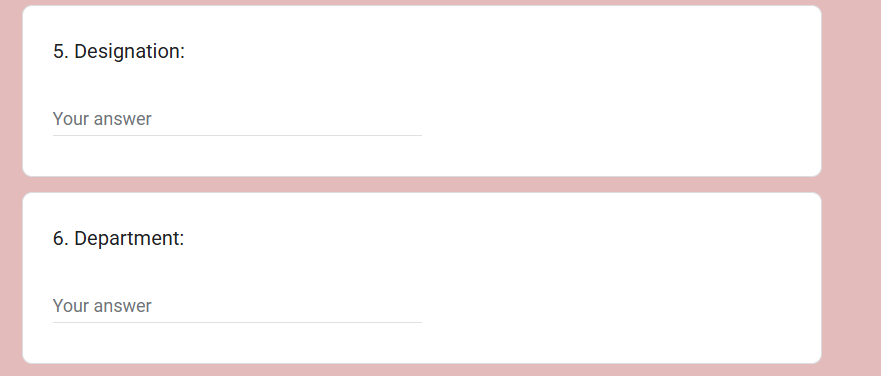 5. Designation:
Your answer
6. Department:
Your answer